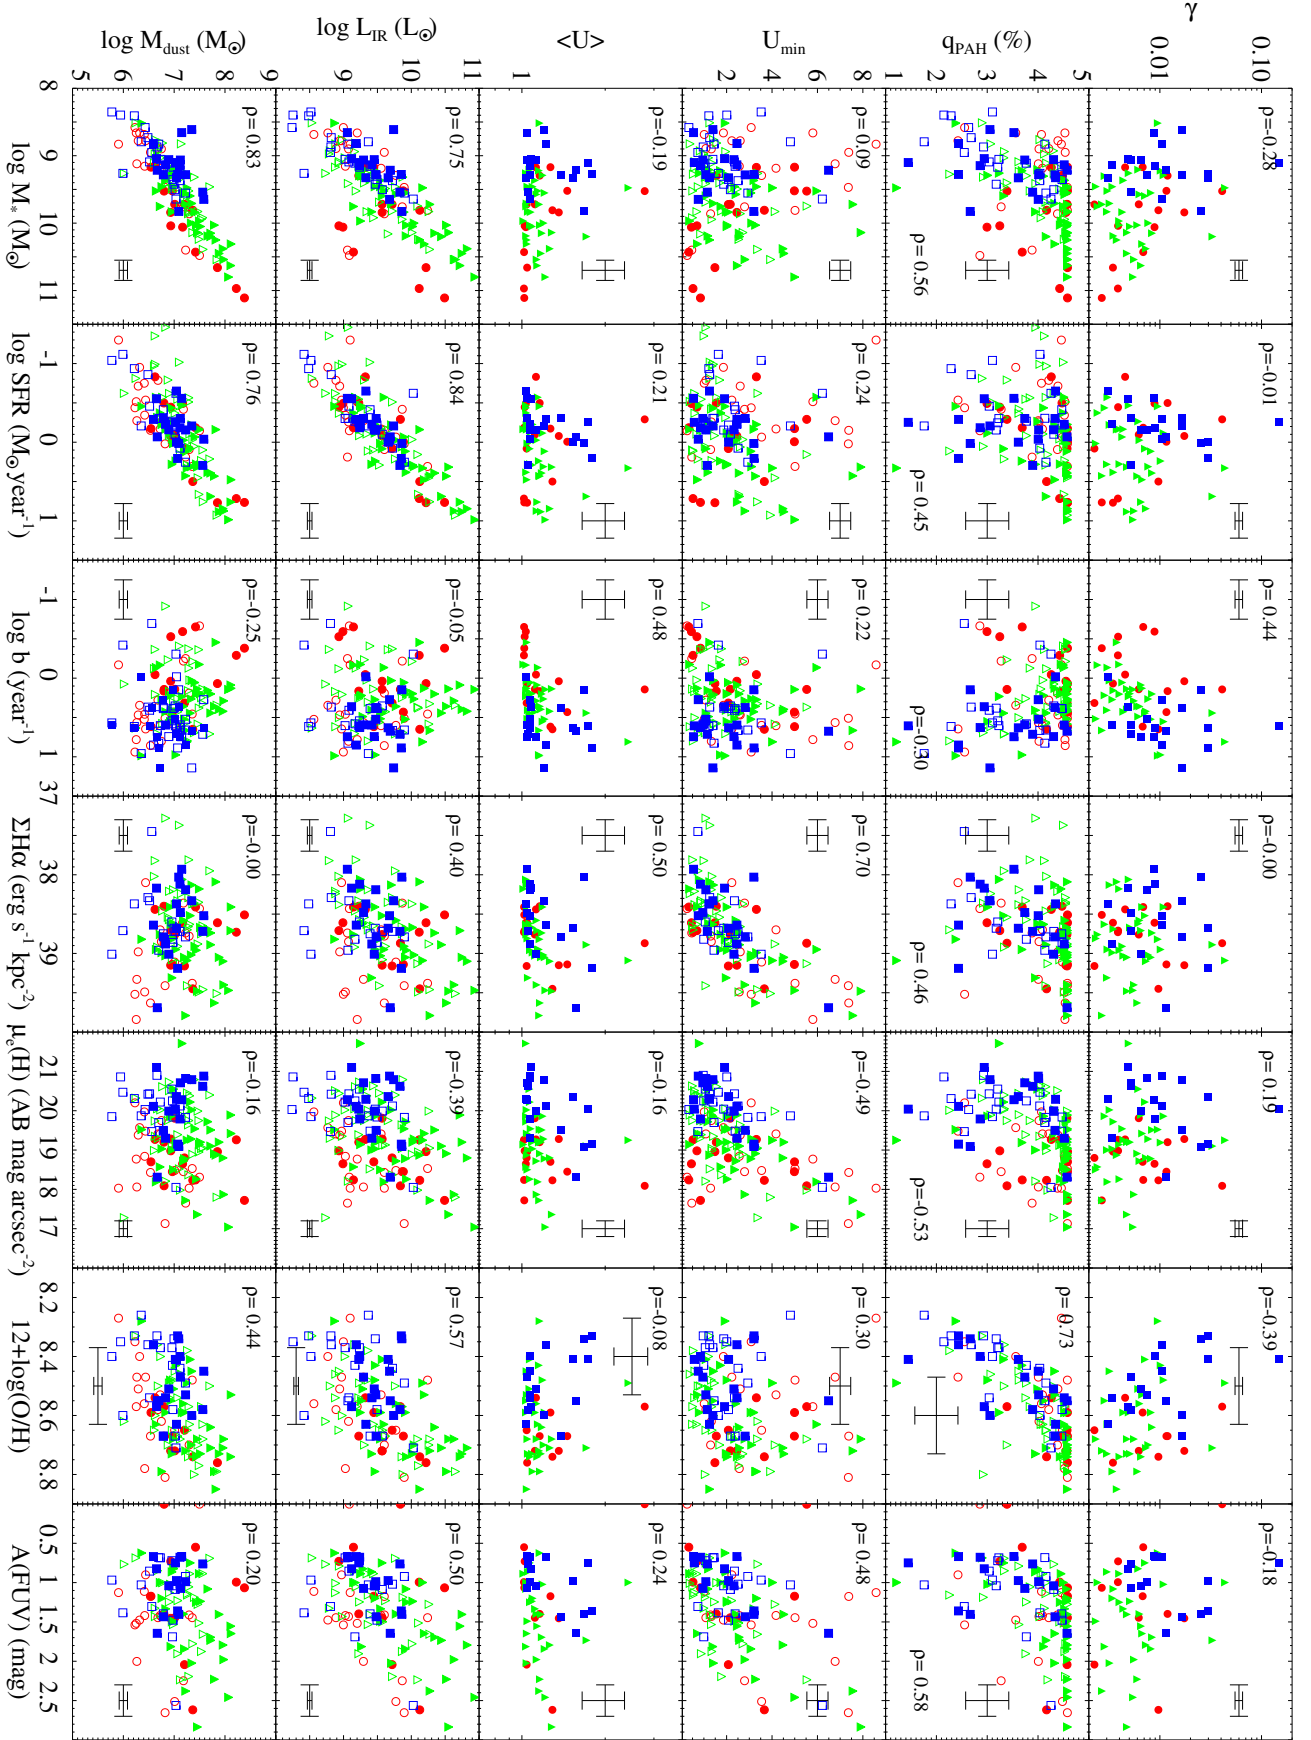 γ
0.10
0.01
ρ=-0.28 ρ=-0.01 ρ= 0.44 ρ=-0.00 ρ= 0.19 ρ=-0.39 ρ=-0.18
q_PAH (%)
5
4
3
2
1
ρ= 0.56 ρ= 0.45 ρ=-0.30 ρ= 0.46 ρ=-0.53 ρ= 0.73 ρ= 0.58
U_min
8
6
4
2
ρ= 0.09 ρ= 0.24 ρ= 0.22 ρ= 0.70 ρ=-0.49 ρ= 0.30 ρ= 0.48
<U>
1
ρ=-0.19 ρ= 0.21 ρ= 0.48 ρ= 0.50 ρ=-0.16 ρ=-0.08 ρ= 0.24
log L_IR (L_⊙)
11
10
9
ρ= 0.75 ρ= 0.84 ρ=-0.05 ρ= 0.40 ρ=-0.39 ρ= 0.57 ρ= 0.50
log M_dust (M_⊙)
9
8
7
6
5
ρ= 0.83 ρ= 0.76 ρ=-0.25 ρ=-0.00 ρ=-0.16 ρ= 0.44 ρ= 0.20
8 9 10 11 -1 0 1 -1 0 1 37 38 39 21 20 19 18 17 8.2 8.4 8.6 8.8 0.5 1 1.5 2 2.5
log M_* (M_⊙) log SFR (M_⊙ year^-1) log b (year^-1) ΣHα (erg s^-1 kpc^-2) μ_e(H) (AB mag arcsec^-2) 12+log(O/H) A(FUV) (mag)